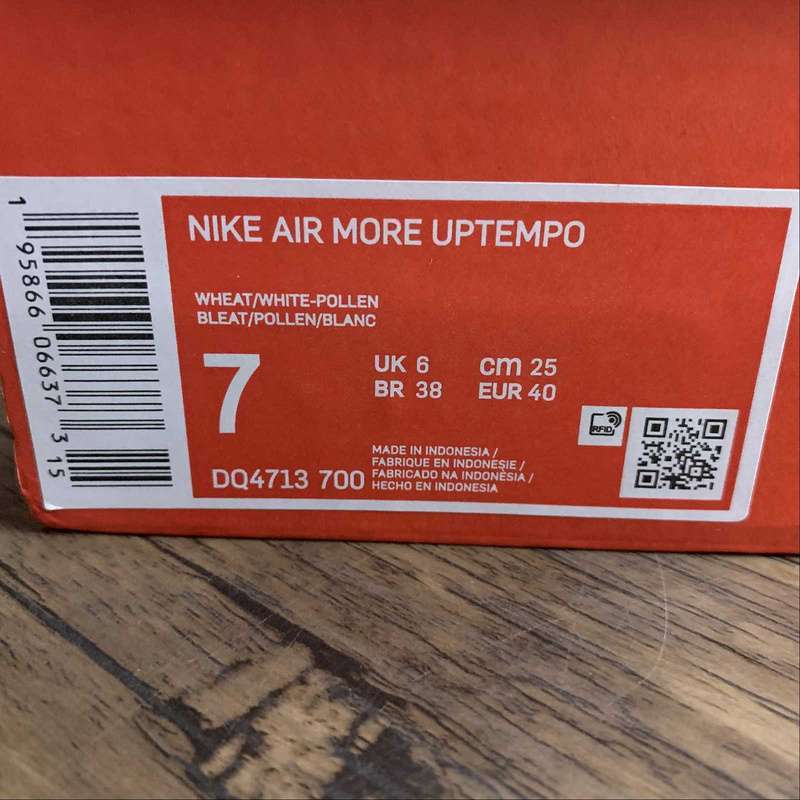 1 95866 06637 3 15
NIKE AIR MORE UPTEMPO
WHEAT/WHITE-POLLEN
BLEAT/POLLEN/BLANC
7
UK 6 cm 25
BR 38 EUR 40
RFID
DQ4713 700
MADE IN INDONESIA /
FABRIQUE EN INDONESIE /
FABRICADO NA INDONÉSIA /
HECHO EN INDONESIA